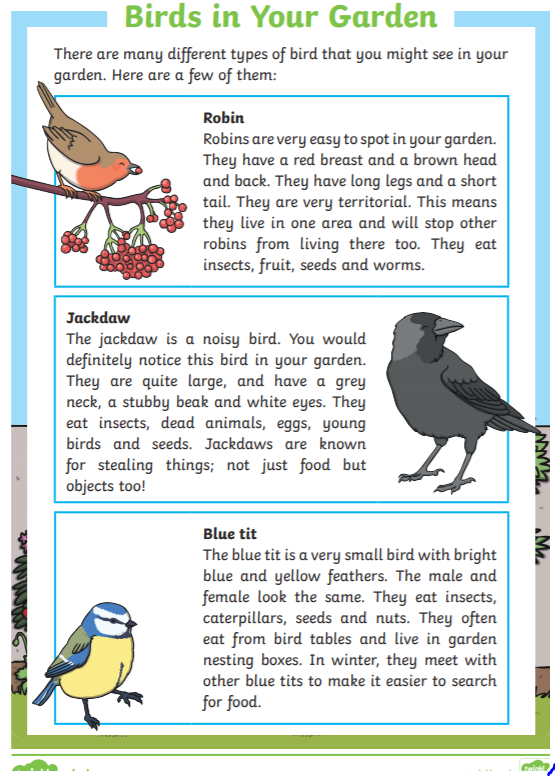 Birds in Your Garden
There are many different types of bird that you might see in your
garden. Here are a few of them:
Robin
Robins are very easy to spot in your garden.
They have a red breast and a brown head
and back. They have long legs and a short
tail. They are very territorial. This means
they live in one area and will stop other
robins from living there too. They eat
insects, fruit, seeds and worms.
Jackdaw
The jackdaw is a noisy bird. You would
definitely notice this bird in your garden.
They are quite large, and have a grey
neck, a stubby beak and white eyes. They
eat insects, dead animals, eggs, young
birds and seeds. Jackdaws are known
for stealing things; not just food but
objects too!
Blue tit
The blue tit is a very small bird with bright
blue and yellow feathers. The male and
female look the same. They eat insects,
caterpillars, seeds and nuts. They often
eat from bird tables and live in garden
nesting boxes. In winter, they meet with
other blue tits to make it easier to search
for food.